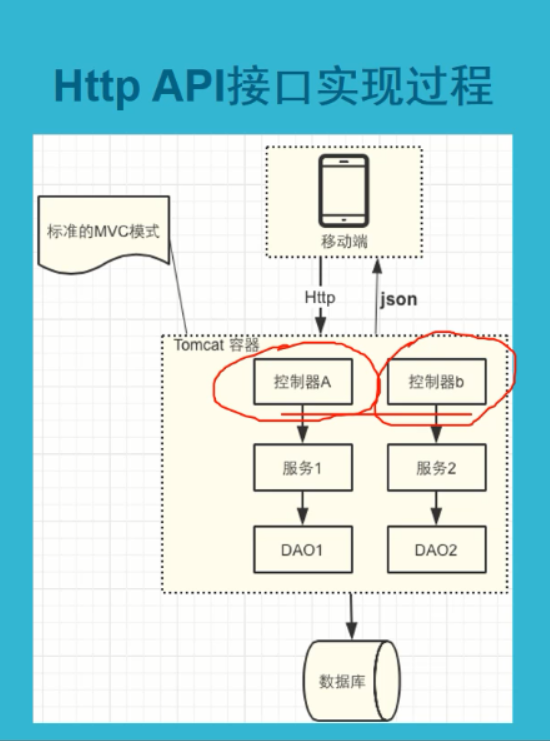 Http API接口实现过程
标准的MVC模式
移动端
Http
json
Tomcat 容器
控制器A
控制器b
服务1
服务2
DAO1
DAO2
数据库